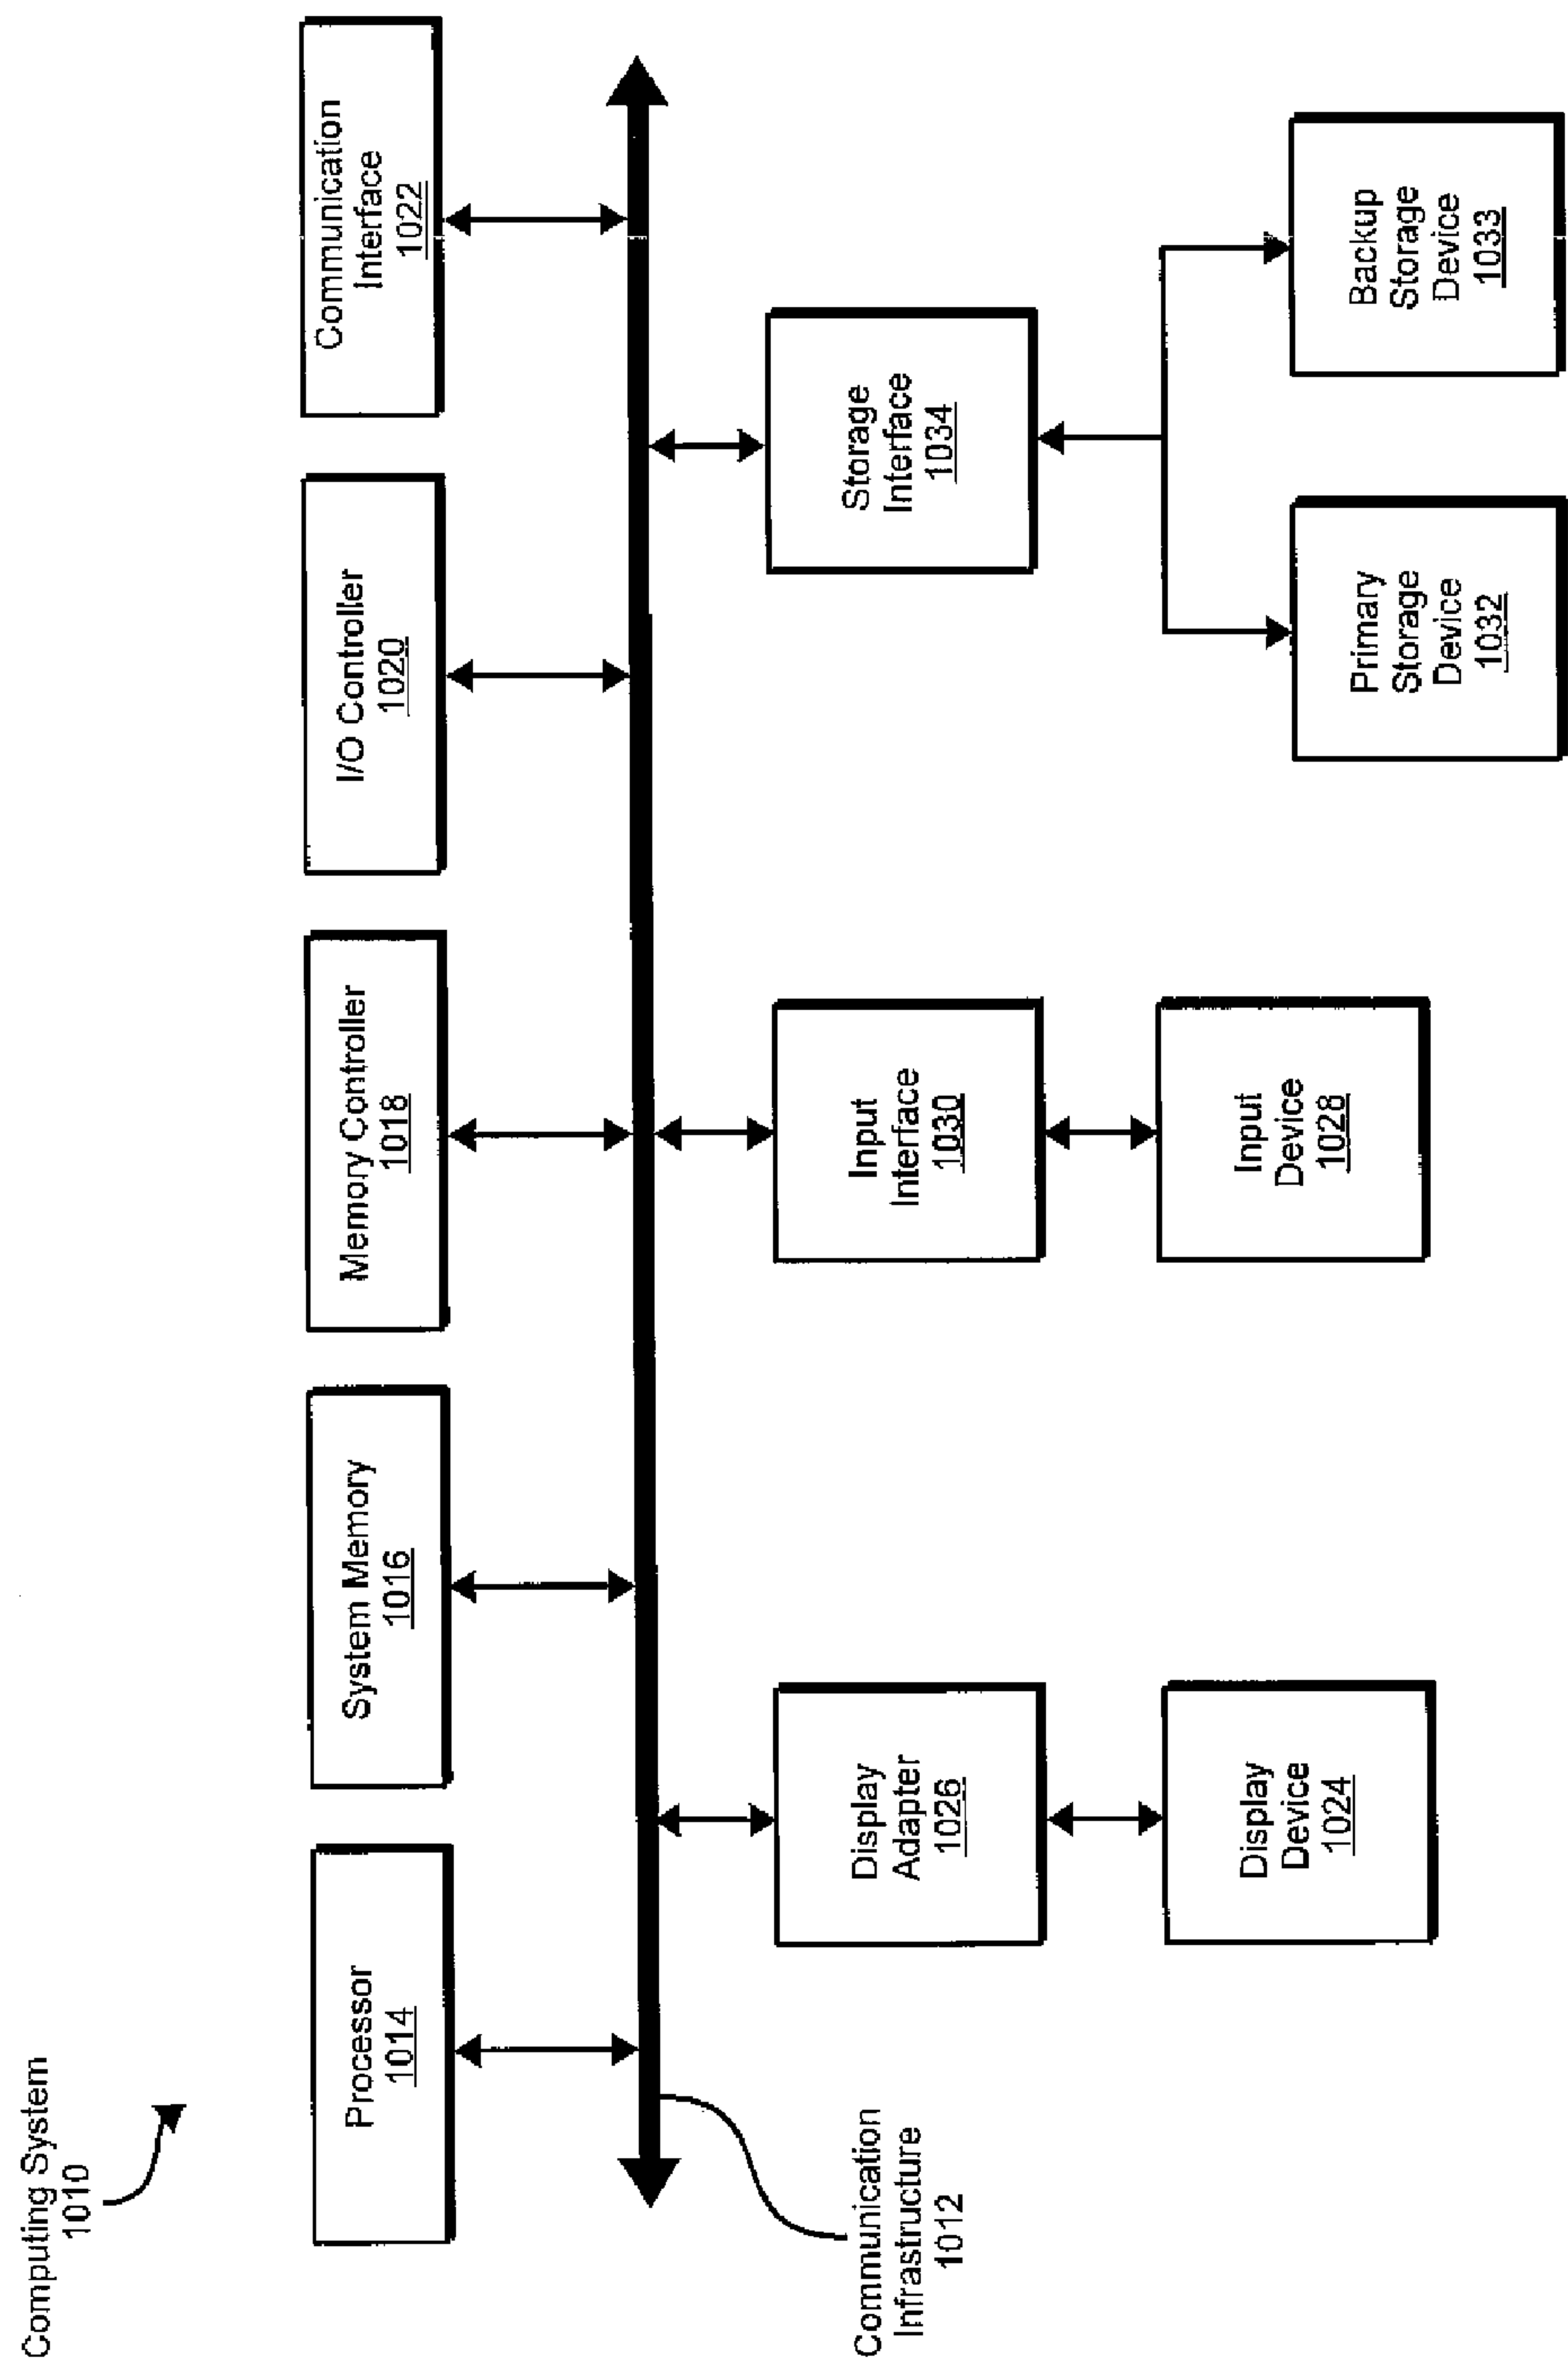 Computing System
1010
Processor
1014
System Memory
1016
Memory Controller
1018
I/O Controller
1020
Communication
Interface
1022
Communication
Infrastructure
1012
Display
Adapter
1026
Input
Interface
1030
Storage
Interface
1034
Display
Device
1024
Input
Device
1028
Primary
Storage
Device
1032
Backup
Storage
Device
1033